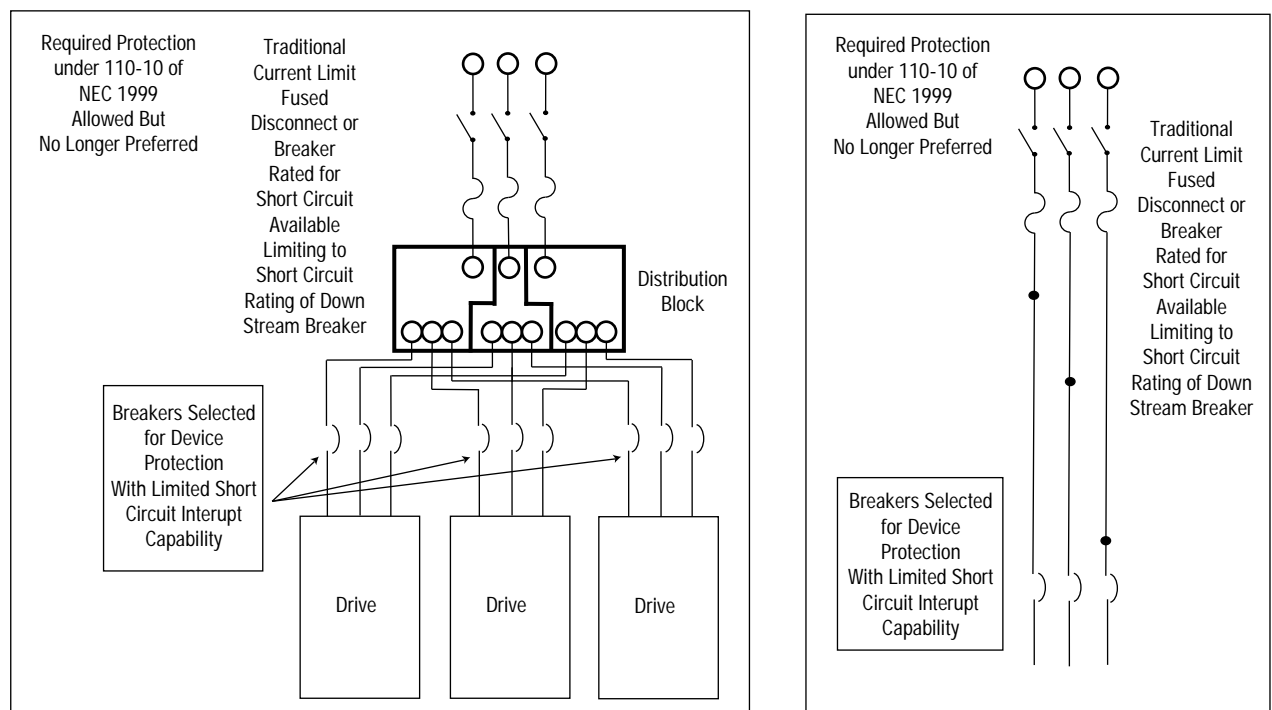 Required Protection
under 110-10 of
NEC 1999
Allowed But
No Longer Preferred
Traditional
Current Limit
Fused
Disconnect or
Breaker
Rated for
Short Circuit
Available
Limiting to
Short Circuit
Rating of Down
Stream Breaker
Distribution
Block
Breakers Selected
for Device
Protection
With Limited Short
Circuit Interupt
Capability
Drive
Drive
Drive
Required Protection
under 110-10 of
NEC 1999
Allowed But
No Longer Preferred
Traditional
Current Limit
Fused
Disconnect or
Breaker
Rated for
Short Circuit
Available
Limiting to
Short Circuit
Rating of Down
Stream Breaker
Breakers Selected
for Device
Protection
With Limited Short
Circuit Interupt
Capability